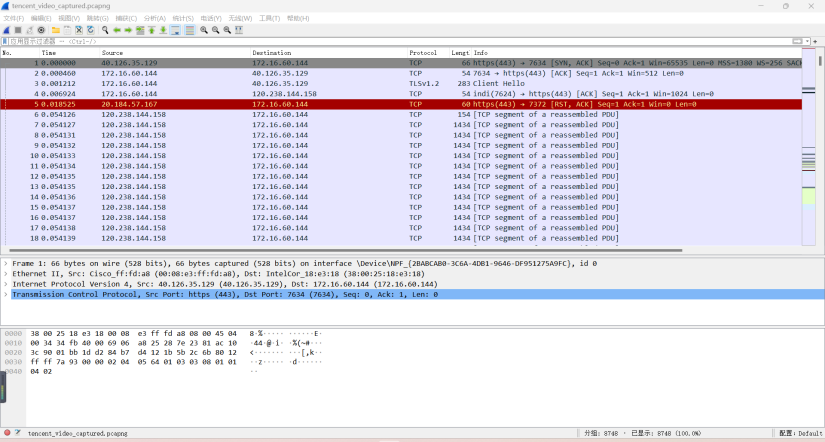 tencent_video_captured.pcapng
文件(F) 编辑(E) 视图(V) 跳转(G) 捕获(C) 分析(A) 统计(S) 电话(Y) 无线(W) 工具(T) 帮助(H)
应用显示过滤器 … 〈Ctrl-/〉
No. Time Source Destination Protocol Lengt Info
1 0.000000 40.126.35.129 172.16.60.144 TCP 66 https(443) → 7634 [SYN, ACK] Seq=0 Ack=1 Win=65535 Len=0 MSS=1380 WS=256 SACK
2 0.000460 172.16.60.144 40.126.35.129 TCP 54 7634 → https(443) [ACK] Seq=1 Ack=1 Win=512 Len=0
3 0.001212 172.16.60.144 40.126.35.129 TLSv1.2 283 Client Hello
4 0.006924 172.16.60.144 120.238.144.158 TCP 54 indi(7624) → https(443) [ACK] Seq=1 Ack=1 Win=1024 Len=0
5 0.018525 20.184.57.167 172.16.60.144 TCP 60 https(443) → 7372 [RST, ACK] Seq=1 Ack=1 Win=0 Len=0
6 0.054126 120.238.144.158 172.16.60.144 TCP 154 [TCP segment of a reassembled PDU]
7 0.054127 120.238.144.158 172.16.60.144 TCP 1434 [TCP segment of a reassembled PDU]
8 0.054131 120.238.144.158 172.16.60.144 TCP 1434 [TCP segment of a reassembled PDU]
9 0.054132 120.238.144.158 172.16.60.144 TCP 1434 [TCP segment of a reassembled PDU]
10 0.054133 120.238.144.158 172.16.60.144 TCP 1434 [TCP segment of a reassembled PDU]
11 0.054134 120.238.144.158 172.16.60.144 TCP 1434 [TCP segment of a reassembled PDU]
12 0.054135 120.238.144.158 172.16.60.144 TCP 1434 [TCP segment of a reassembled PDU]
13 0.054135 120.238.144.158 172.16.60.144 TCP 1434 [TCP segment of a reassembled PDU]
14 0.054136 120.238.144.158 172.16.60.144 TCP 1434 [TCP segment of a reassembled PDU]
15 0.054137 120.238.144.158 172.16.60.144 TCP 1434 [TCP segment of a reassembled PDU]
16 0.054137 120.238.144.158 172.16.60.144 TCP 1434 [TCP segment of a reassembled PDU]
17 0.054138 120.238.144.158 172.16.60.144 TCP 1434 [TCP segment of a reassembled PDU]
18 0.054139 120.238.144.158 172.16.60.144 TCP 1434 [TCP segment of a reassembled PDU]
Frame 1: 66 bytes on wire (528 bits), 66 bytes captured (528 bits) on interface \Device\NPF_{2BABCAB0-3C6A-4DB1-9646-DF951275A9FC}, id 0
Ethernet II, Src: Cisco_ff:fd:a8 (00:08:e3:ff:fd:a8), Dst: IntelCor_18:e3:18 (38:00:25:18:e3:18)
Internet Protocol Version 4, Src: 40.126.35.129 (40.126.35.129), Dst: 172.16.60.144 (172.16.60.144)
Transmission Control Protocol, Src Port: https (443), Dst Port: 7634 (7634), Seq: 0, Ack: 1, Len: 0
0000 38 00 25 18 e3 18 00 08 e3 ff fd a8 08 00 45 04 8·%····· ······E·
0010 00 34 34 fb 40 00 69 06 a8 25 28 7e 23 81 ac 10 ·44·@·i· ·%(~#···
0020 3c 90 01 bb 1d d2 84 b7 d4 12 1b 5b 2c 6b 80 12 <······· ···[,k··
0030 ff ff 7a 93 00 00 02 04 05 64 01 03 03 08 01 01 ··z····· ·d······
0040 04 02 ··
tencent_video_captured.pcapng 分组: 8748 · 已显示: 8748 (100.0%) 配置: Default